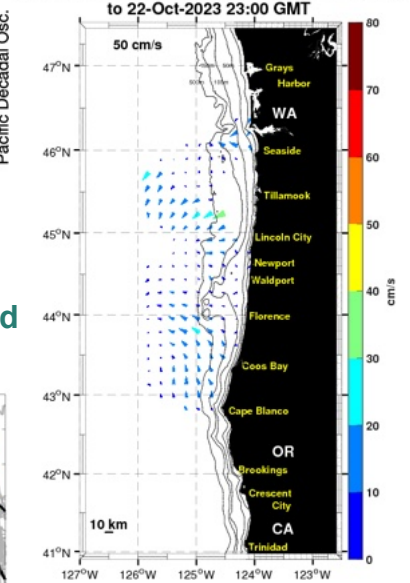 to 22-Oct-2023 23:00 GMT
50 cm/s
Pacific Decadal Osc.
47°N
46°N
45°N
44°N
43°N
42°N
41°N
Grays
Harbor
WA
Seaside
Tillamook
Lincoln City
Newport
Waldport
Florence
Coos Bay
Cape Blanco
OR
Brookings
Crescent
City
CA
Trinidad
10 km
127°W
126°W
125°W
124°W
123°W
80
70
60
50
40
30
20
10
0
cm/s
d